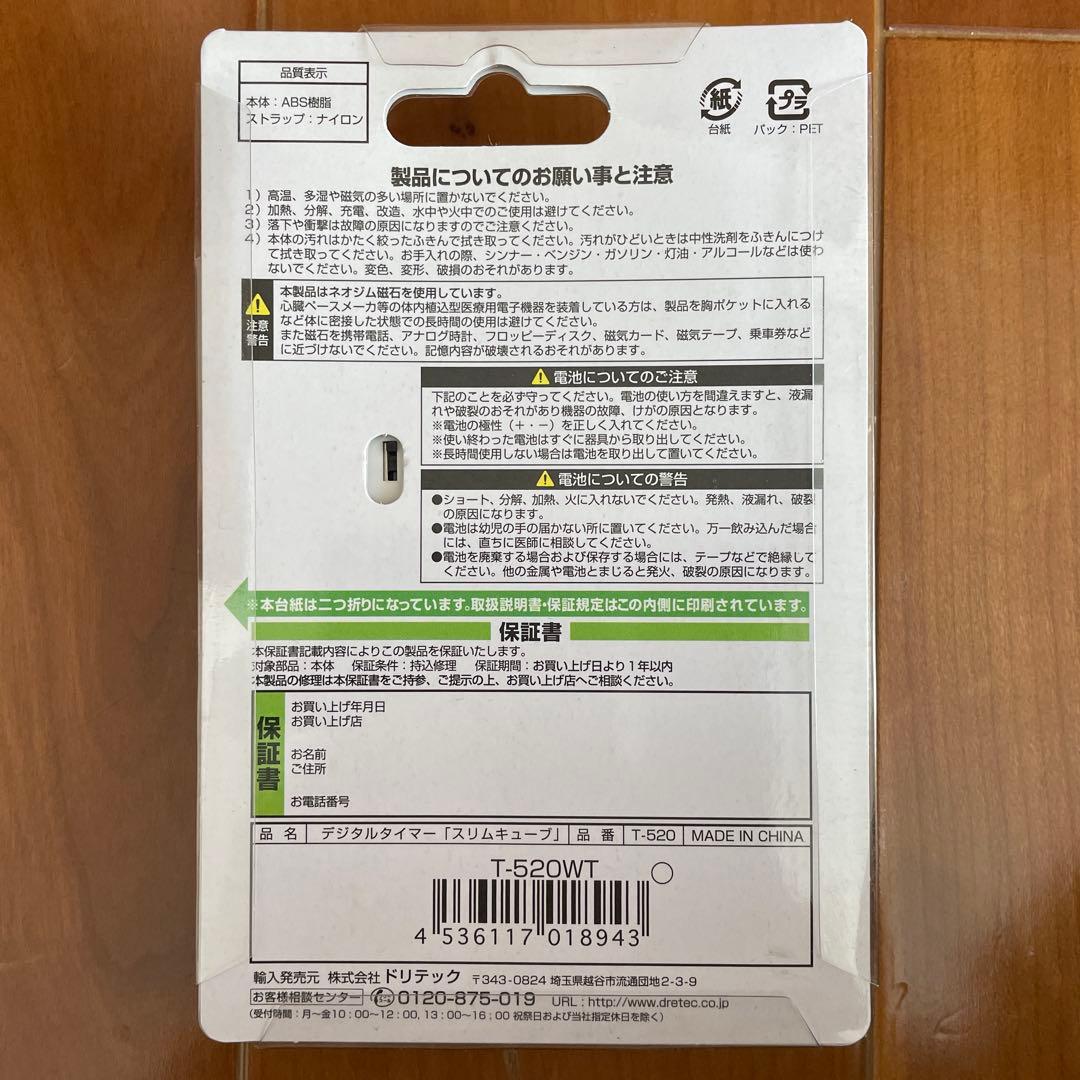 品質表示
本体：ABS樹脂
ストラップ：ナイロン
紙
台紙
プラ
パック：PET
製品についてのお願い事と注意
1）高温、多湿や磁気の多い場所に置かないでください。
2）加熱、分解、充電、改造、水中や火中でのご使用は避けてください。
3）落下や衝撃は故障の原因になりますのでご注意ください。
4）本体の汚れはかたく絞ったふきんで拭き取ってください。汚れがひどいときは中性洗剤をふきんにつけ
て拭き取ってください。お手入れの際、シンナー・ベンジン・ガソリン・灯油・アルコールなどは使わ
ないでください。変色、変形、破損のおそれがあります。
注意
警告
本製品はネオジム磁石を使用しています。
心臓ペースメーカ等の体内植込型医療用電子機器を装着している方は、製品を胸ポケットに入れる
など体に密接した状態での長時間の使用は避けてください。
また磁石を携帯電話、アナログ時計、フロッピーディスク、磁気カード、磁気テープ、乗車券など
に近づけないでください。記憶内容が破壊されるおそれがあります。
電池についてのご注意
下記のことを必ず守ってください。電池の使い方を間違えますと、液漏
れや破裂のおそれがあり機器の故障、けがの原因となります。
※電池の極性（＋・－）を正しく入れてください。
※使い終わった電池はすぐに器具から取り出してください。
※長時間使用しない場合は電池を取り出して置いてください。
電池についての警告
●ショート、分解、加熱、火に入れないでください。発熱、液漏れ、破裂
の原因になります。
●電池は幼児の手の届かない所に置いてください。万一飲み込んだ場合
には、直ちに医師に相談してください。
●電池を廃棄する場合および保存する場合には、テープなどで絶縁して
ください。他の金属や電池とまじると発火、破裂の原因になります。
※本台紙は二つ折りになっています。取扱説明書・保証規定はこの内側に印刷されています。
保証書
本保証書記載内容によりこの製品を保証いたします。
対象部品：本体　保証条件：持込修理　保証期間：お買い上げ日より1年以内
本製品の修理は本保証書をご持参、ご提示の上、お買い上げ店へご相談ください。
保証書
お買い上げ年月日
お買い上げ店
お名前
ご住所
お電話番号
品 名 デジタルタイマー「スリムキューブ」 品 番 T-520 MADE IN CHINA
T-520WT
4 536117 018943
輸入発売元 株式会社 ドリテック 〒343-0824 埼玉県越谷市流通団地2-3-9
お客様相談センター 0120-875-019 URL：http://www.dretec.co.jp
（受付時間：月～金10：00～12：00, 13：00～16：00 祝祭日および当社指定休日を除く）